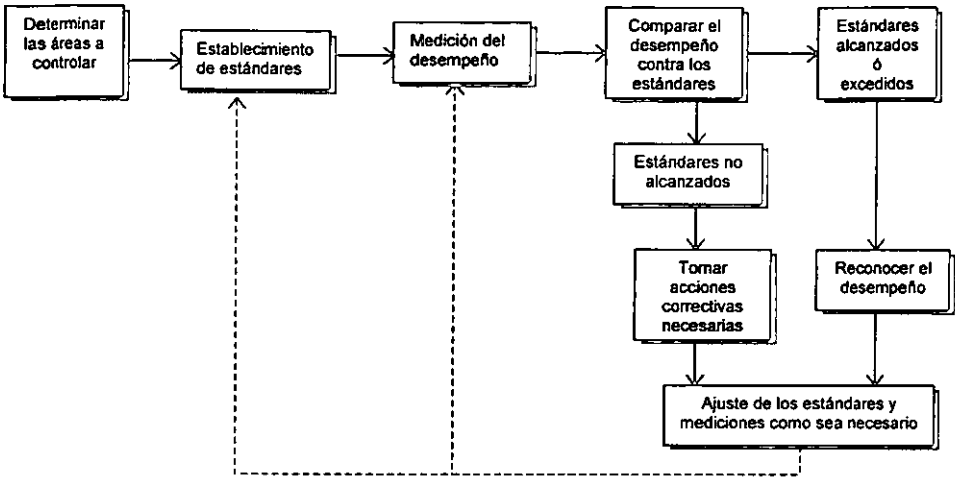 Determinar
las áreas a
controlar
Establecimiento
de estándares
Medición del
desempeño
Comparar el
desempeño
contra los
estándares
Estándares
alcanzados
ó
excedidos
Estándares no
alcanzados
Tomar
acciones
correctivas
necesarias
Reconocer el
desempeño
Ajuste de los estándares y
mediciones como sea necesario